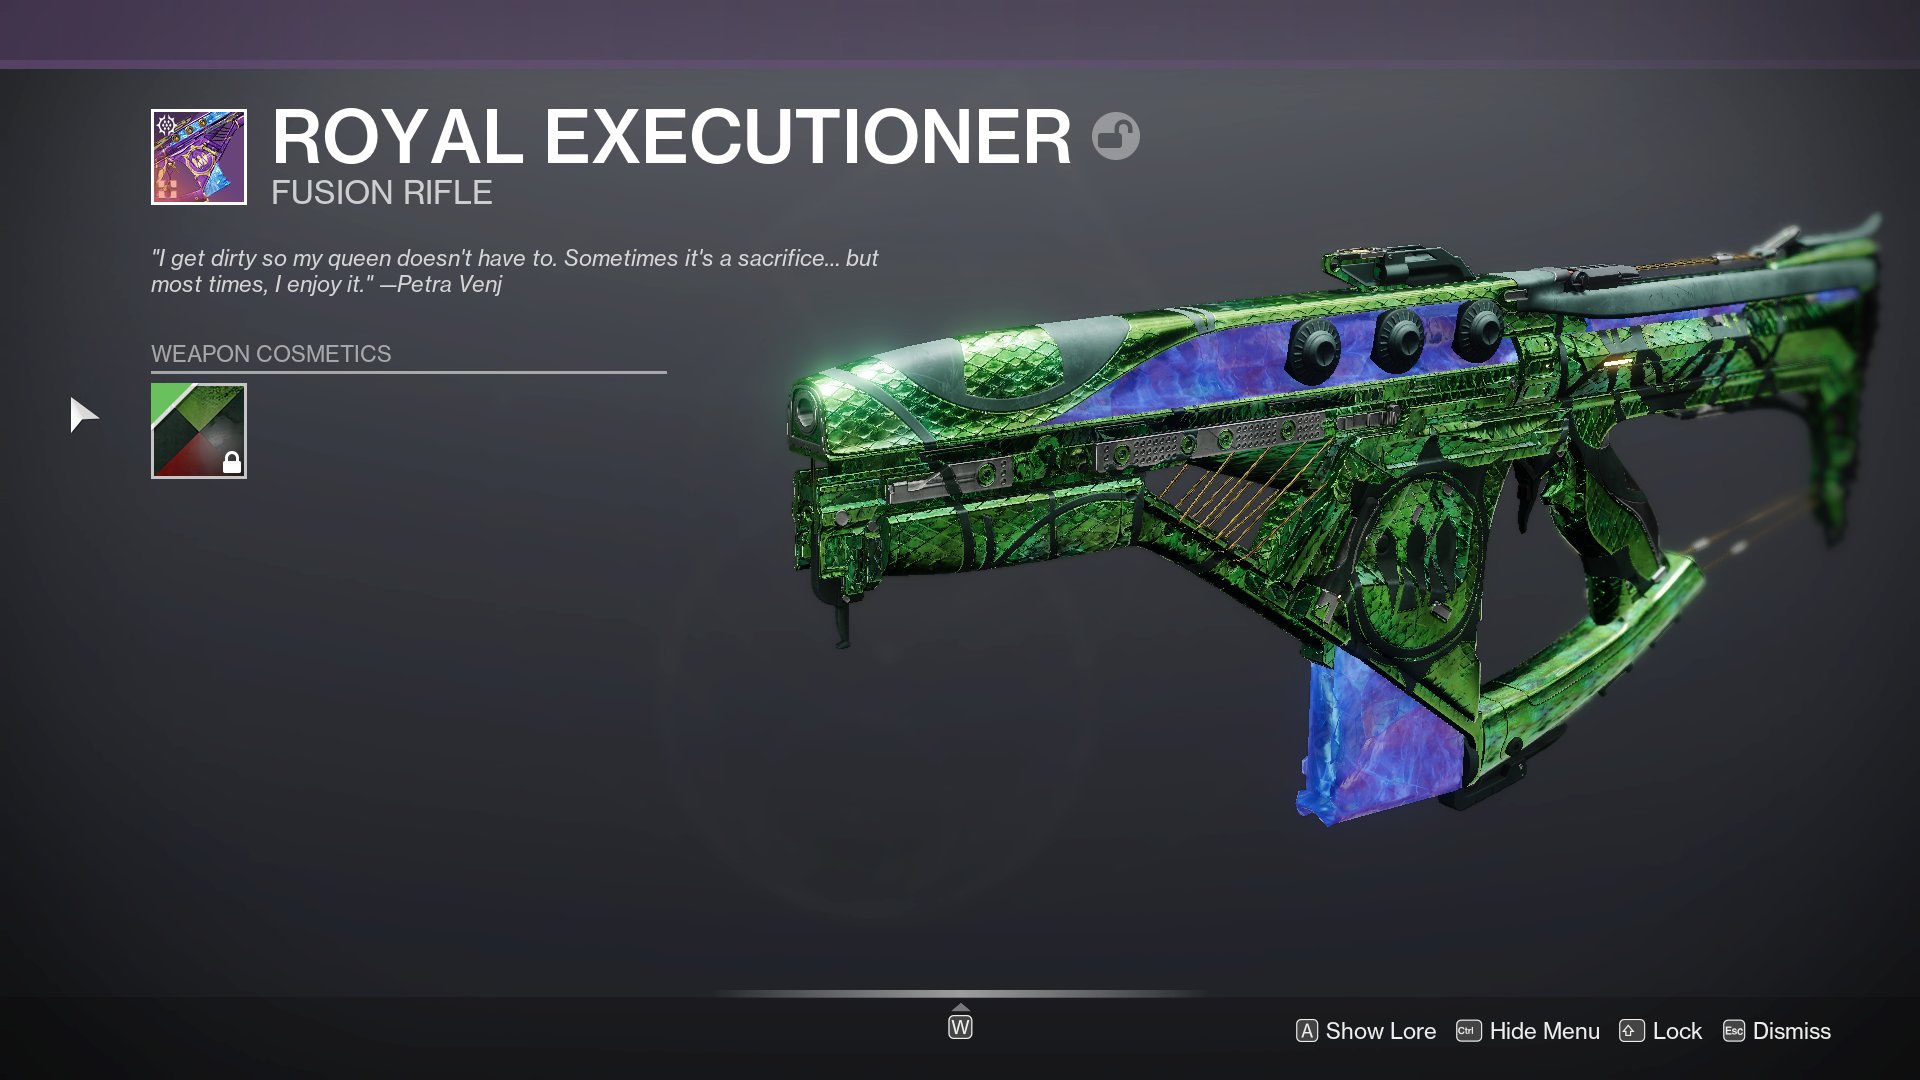 ROYAL EXECUTIONER
FUSION RIFLE
"I get dirty so my queen doesn't have to. Sometimes it's a sacrifice... but
most times, I enjoy it." —Petra Venj
WEAPON COSMETICS
W
A Show Lore Ctrl Hide Menu Lock Esc Dismiss